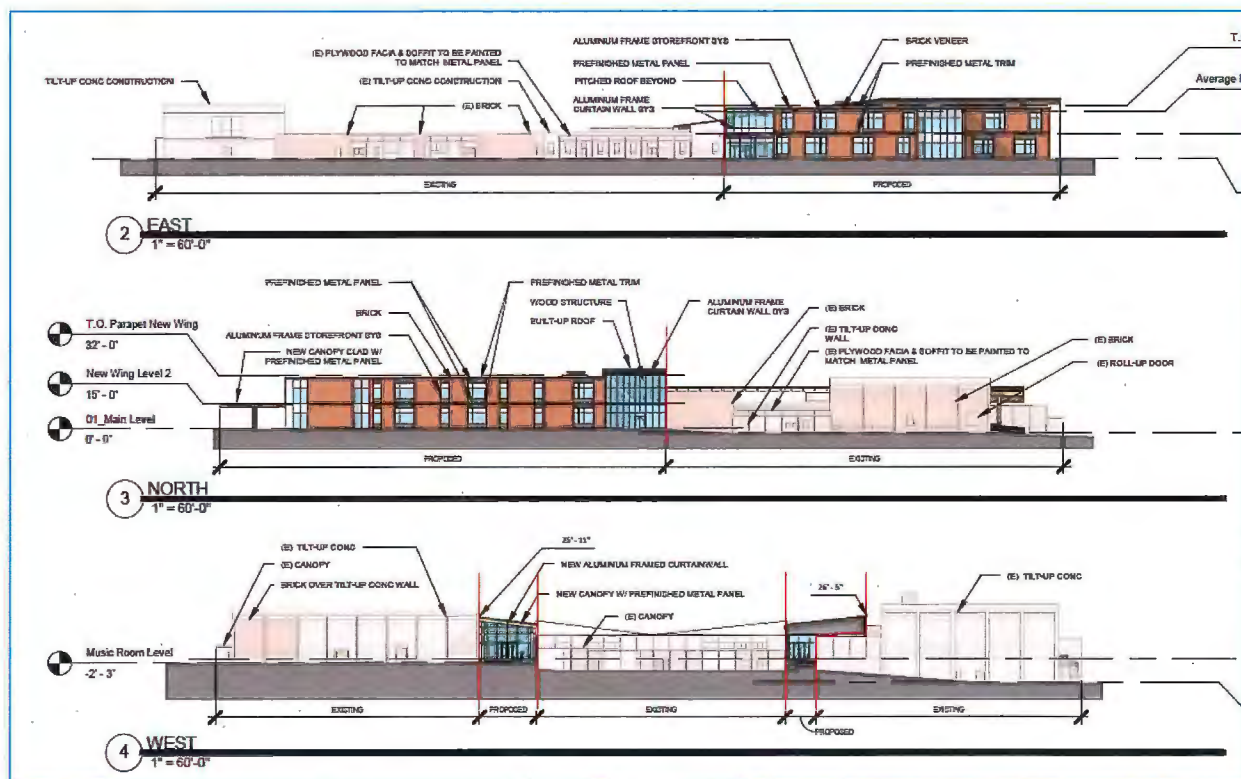 (E) PLYWOOD FACIA & SOFFIT TO BE PAINTED
TO MATCH METAL PANEL
TILT-UP CONC CONSTRUCTION
(E) TILT-UP CONC CONSTRUCTION
(E) BRICK
ALUMINUM FRAME STOREFRONT SYS
PREFINISHED METAL PANEL
PITCHED ROOF BEYOND
ALUMINUM FRAME
CURTAIN WALL SYS
BRICK VENEER
PREFINISHED METAL TRIM
T.
Average
EXISTING
PROPOSED
2
EAST
1" = 60'-0"
PREFINISHED METAL PANEL
BRICK
ALUMINUM FRAME STOREFRONT SYS
NEW CANOPY CLAD W/
PREFINISHED METAL PANEL
PREFINISHED METAL TRIM
WOOD STRUCTURE
BUILT-UP ROOF
ALUMINUM FRAME
CURTAIN WALL SYS
(E) BRICK
(E) TILT-UP CONC
WALL
(E) PLYWOOD FACIA & SOFFIT TO BE PAINTED TO
MATCH METAL PANEL
(E) BRICK
(E) ROLL-UP DOOR
T.O. Parapet New Wing
32' - 0"
New Wing Level 2
15' - 0"
01_Main Level
0' - 0"
PROPOSED
EXISTING
3
NORTH
1" = 60'-0"
(E) TILT-UP CONC
(E) CANOPY
BRICK OVER TILT-UP CONC WALL
25' - 11"
NEW ALUMINUM FRAMED CURTAINWALL
NEW CANOPY W/ PREFINISHED METAL PANEL
(E) CANOPY
26' - 5"
(E) TILT-UP CONC
Music Room Level
-2' - 3"
EXISTING
PROPOSED
EXISTING
PROPOSED
EXISTING
4
WEST
1" = 60'-0"